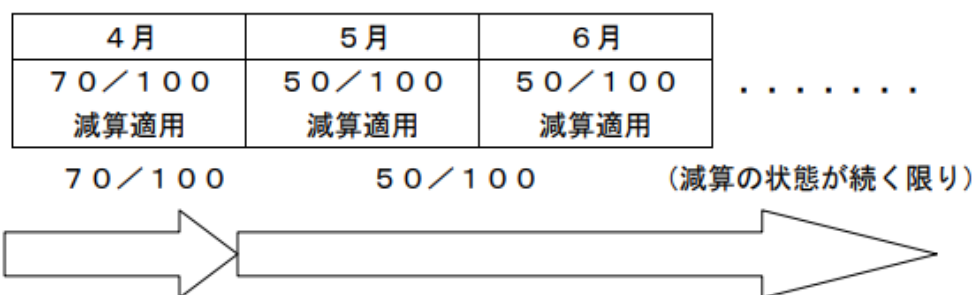 4月 5月 6月
70/100 50/100 50/100 .......
減算適用 減算適用 減算適用
70/100 50/100 (減算の状態が続く限り)